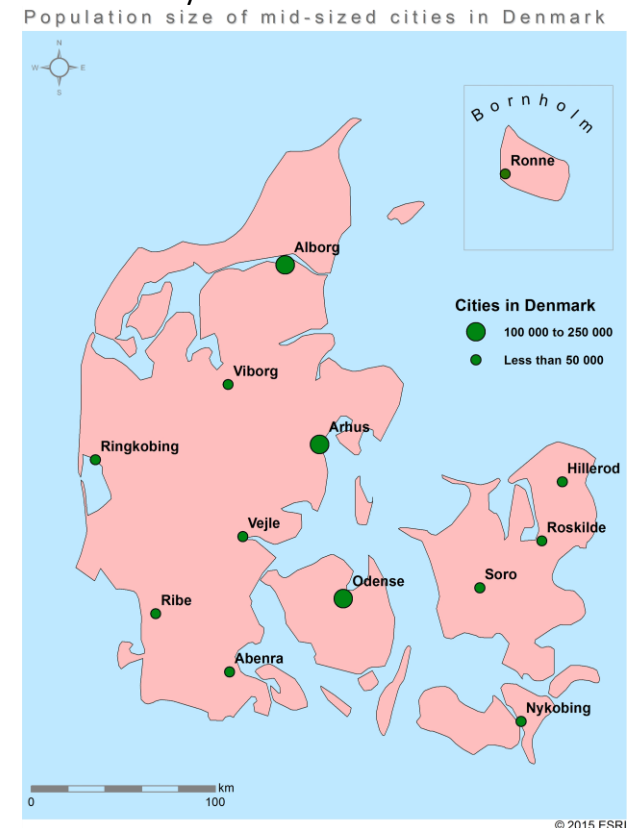 Population size of mid-sized cities in Denmark
N
W E
S
Bornholm
Ronne
Alborg
Cities in Denmark
100 000 to 250 000
Less than 50 000
Viborg
Arhus
Ringkobing
Hillerod
Vejle
Roskilde
Odense
Soro
Ribe
Abenra
Nykobing
km
0 100
© 2015 ESRI